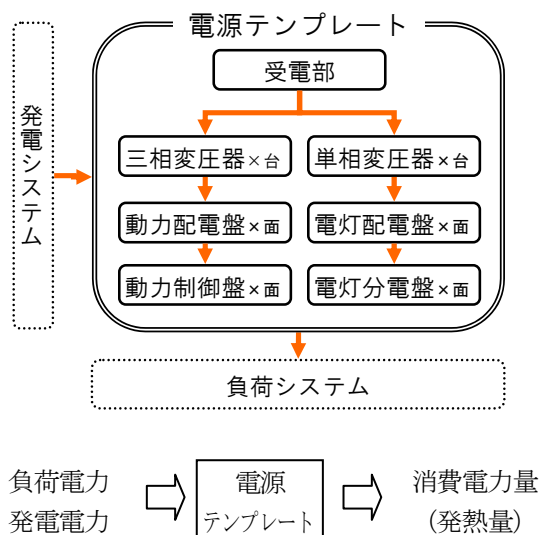 電源テンプレート
受電部
発電システム
三相変圧器×台
単相変圧器×台
動力配電盤×面
電灯配電盤×面
動力制御盤×面
電灯分電盤×面
負荷システム
負荷電力
発電電力
電源
テンプレート
消費電力量
(発熱量)